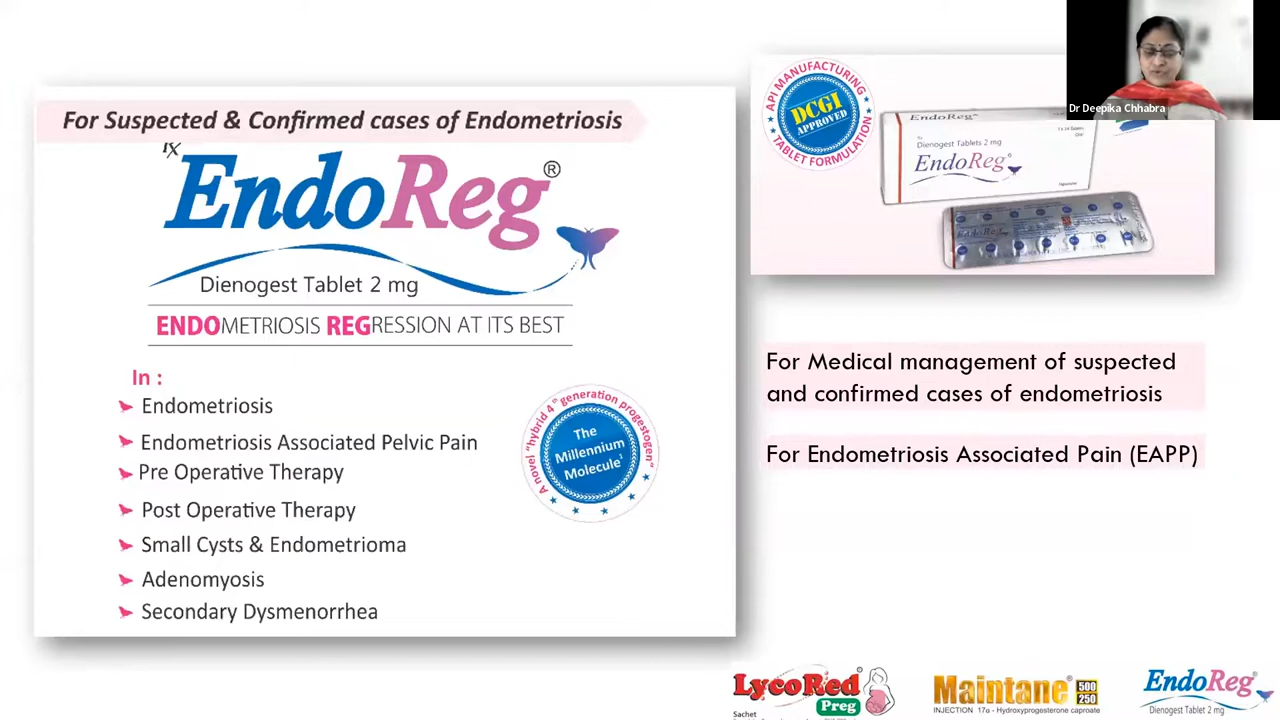 For Suspected & Confirmed cases of Endometriosis
Rx
EndoReg®
Dienogest Tablet 2 mg
ENDOMETRIOSIS REGRESSION AT ITS BEST
In :
Endometriosis
Endometriosis Associated Pelvic Pain
Pre Operative Therapy
Post Operative Therapy
Small Cysts & Endometrioma
Adenomyosis
Secondary Dysmenorrhea
A novel "hybrid 4th generation progestogen"
The
Millennium
Molecule1
API MANUFACTURING
DCGI
APPROVED
TABLET FORMULATION
EndoReg
Dienogest Tablets 2 mg
EndoReg
EndoReg
Dr Deepika Chhabra
For Medical management of suspected
and confirmed cases of endometriosis
For Endometriosis Associated Pain (EAPP)
LycoRed®
Preg
Sachet
Maintane® 500
250
INJECTION 17α - Hydroxyprogesterone caproate
EndoReg®
Dienogest Tablet 2 mg